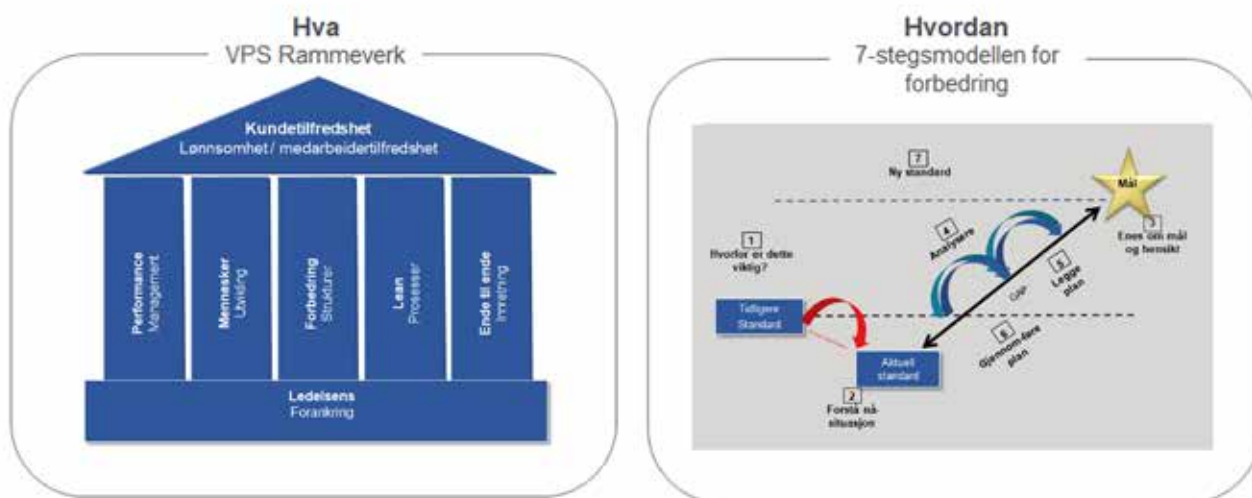 Hva
VPS Rammeverk
Kundetilfredshet
Lønnsomhet / medarbeidertilfredshet
Performance
Management
Mennesker
Utvikling
Forbedring
Strukturer
Lean
Prosesser
Ende til ende
Innretning
Ledelsens
Forankring
Hvordan
7-stegsmodellen for
forbedring
7
Ny standard
Mål
3
Enes om mål
og hensikt
1
Hvorfor er dette
viktig?
4
Analysere
5
Legge
plan
GAP
6
Gjennomføre
plan
Tidligere
Standard
Aktuell
standard
2
Forstå nå-
situasjon